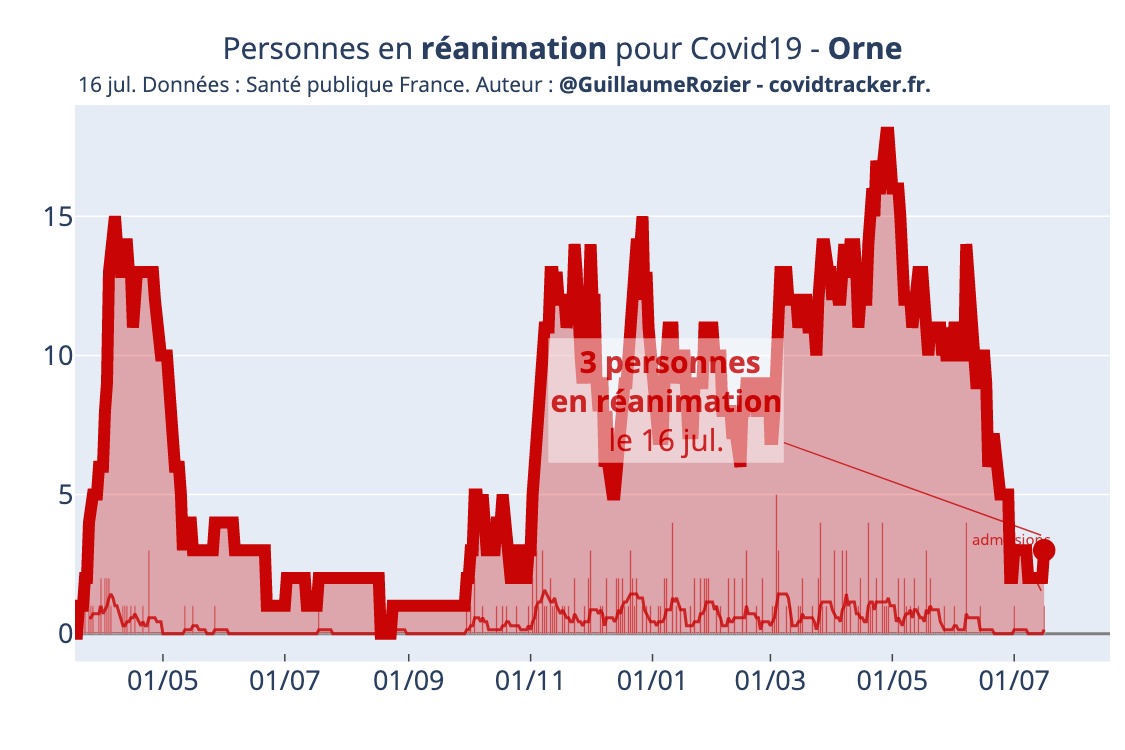 Personnes en réanimation pour Covid19 - Orne
16 jul. Données : Santé publique France. Auteur : @GuillaumeRozier - covidtracker.fr.
15
10
5
0
3 personnes
en réanimation
le 16 jul.
admissions
01/05 01/07 01/09 01/11 01/01 01/03 01/05 01/07